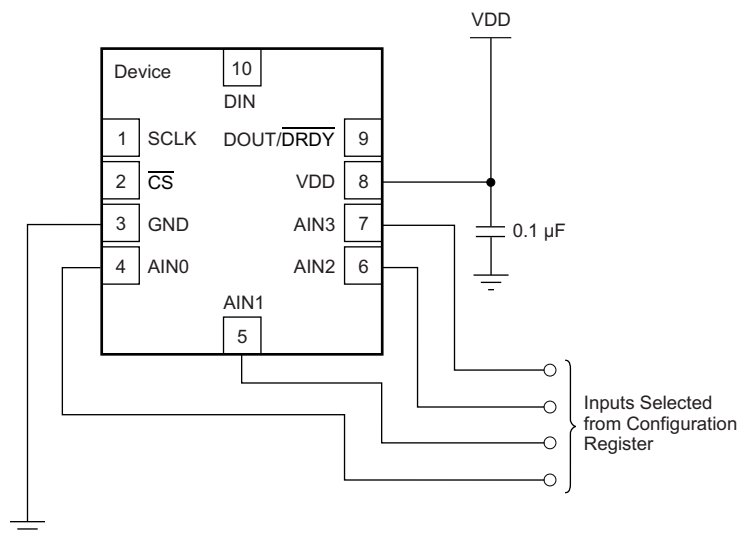 VDD
Device
10
DIN
1 SCLK DOUT/DRDY 9
2 CS VDD 8
3 GND AIN3 7
4 AIN0 AIN2 6
0.1 µF
AIN1
5
Inputs Selected
from Configuration
Register